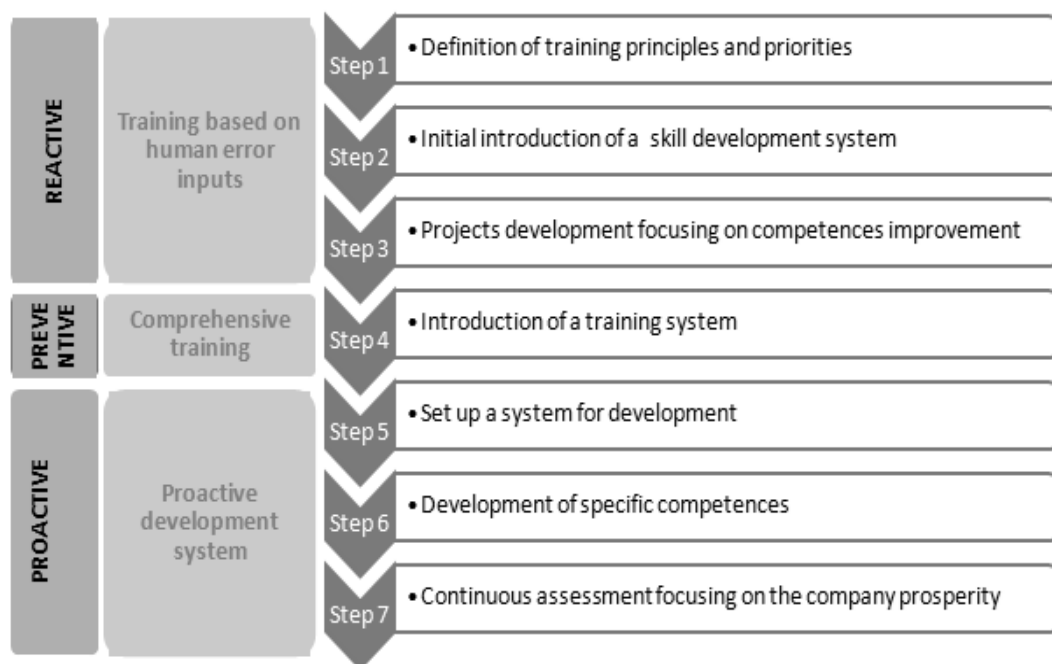 REACTIVE
Training based on
human error
inputs
Step 1
• Definition of training principles and priorities
Step 2
• Initial introduction of a skill development system
Step 3
• Projects development focusing on competences improvement
PREVE
NTIVE
Comprehensive
training
Step 4
• Introduction of a training system
PROACTIVE
Proactive
development
system
Step 5
• Set up a system for development
Step 6
• Development of specific competences
Step 7
• Continuous assessment focusing on the company prosperity